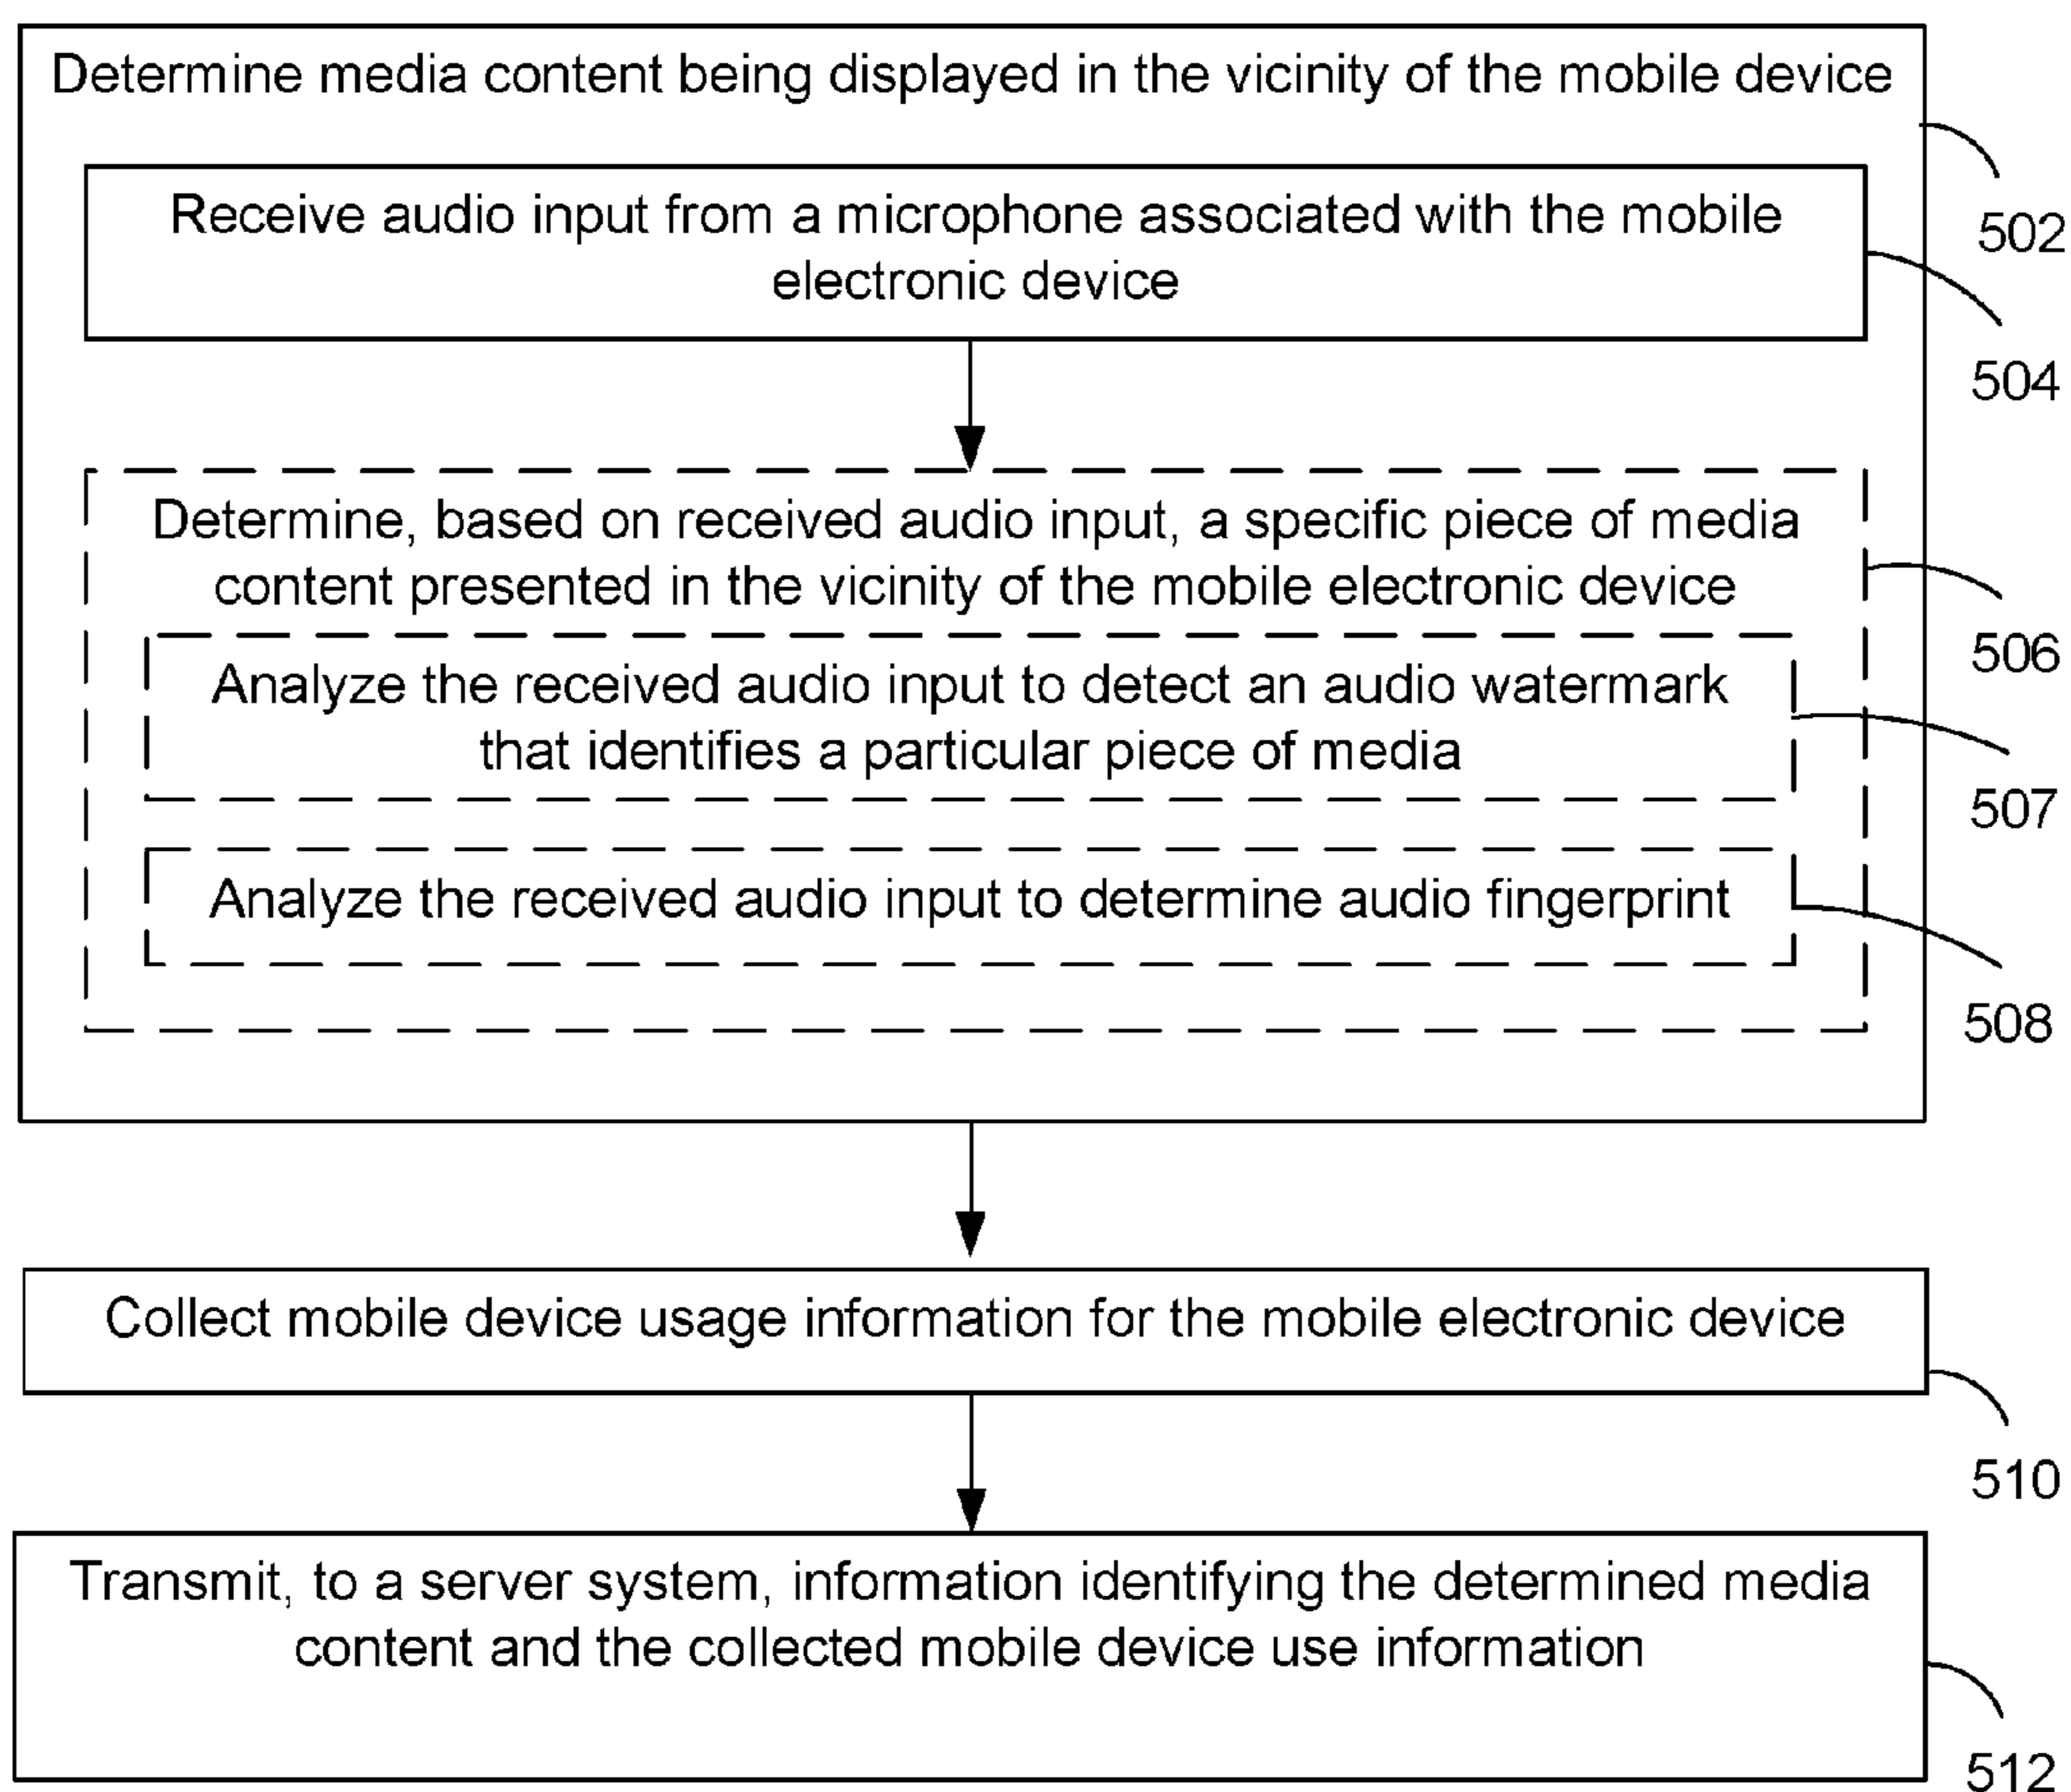 Determine media content being displayed in the vicinity of the mobile device
Receive audio input from a microphone associated with the mobile
electronic device
502
504
Determine, based on received audio input, a specific piece of media
content presented in the vicinity of the mobile electronic device
506
Analyze the received audio input to detect an audio watermark
that identifies a particular piece of media
507
Analyze the received audio input to determine audio fingerprint
508
Collect mobile device usage information for the mobile electronic device
510
Transmit, to a server system, information identifying the determined media
content and the collected mobile device use information
512